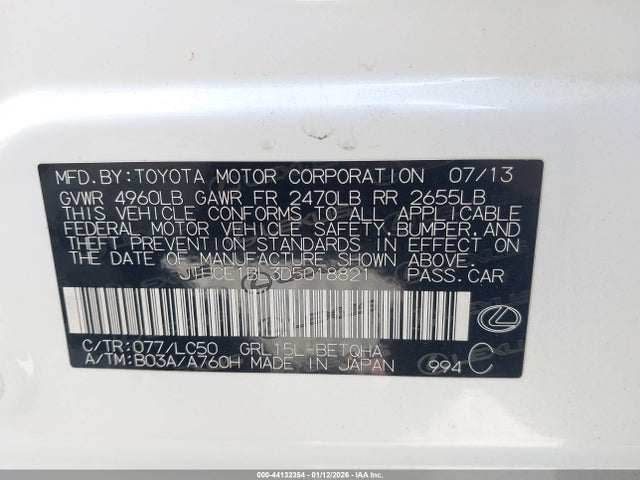 MFD.BY:TOYOTA MOTOR CORPORATION 07/13
GVWR 4960LB GAWR FR 2470LB RR 2655LB
THIS VEHICLE CONFORMS TO ALL APPLICABLE
FEDERAL MOTOR VEHICLE SAFETY,BUMPER,AND
THEFT PREVENTION STANDARDS IN EFFECT ON
THE DATE OF MANUFACTURE SHOWN ABOVE.
JTHCE1BL3D5018821 PASS.CAR
C/TR:077/LC50 GRL15L-BETQHA
A/TM:B03A/A760H MADE IN JAPAN 994 C
LEXUS
000-44132354 | 01/12/2026 | IAA Inc.